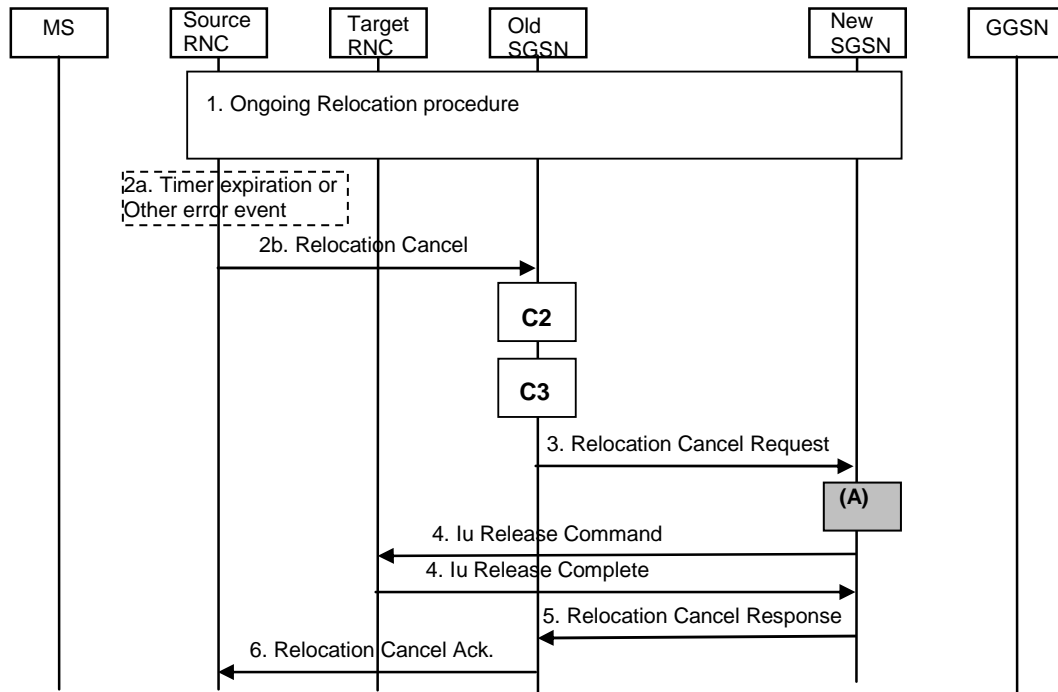 MS
Source
RNC
Target
RNC
Old
SGSN
New
SGSN
GGSN
1. Ongoing Relocation procedure
2a. Timer expiration or
Other error event
2b. Relocation Cancel
C2
C3
3. Relocation Cancel Request
(A)
4. Iu Release Command
4. Iu Release Complete
5. Relocation Cancel Response
6. Relocation Cancel Ack.